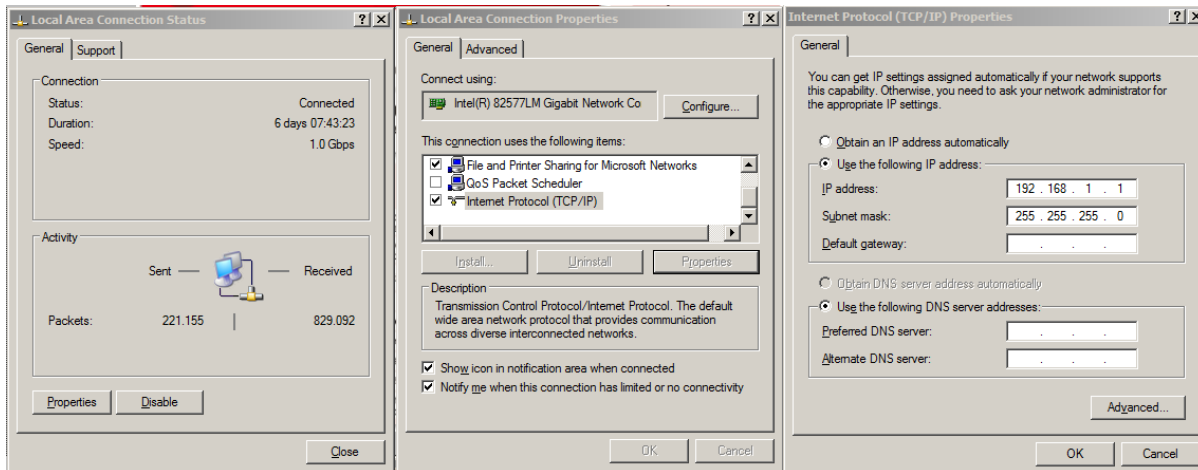 Local Area Connection Status
General
Support
Connection
Status: Connected
Duration: 6 days 07:43:23
Speed: 1.0 Gbps
Activity
Sent — — Received
Packets: 221.155 | 829.092
Properties
Disable
Close
Local Area Connection Properties
General
Advanced
Connect using:
Intel(R) 82577LM Gigabit Network Co
Configure...
This connection uses the following items:
File and Printer Sharing for Microsoft Networks
QoS Packet Scheduler
Internet Protocol (TCP/IP)
Install...
Uninstall
Properties
Description
Transmission Control Protocol/Internet Protocol. The default
wide area network protocol that provides communication
across diverse interconnected networks.
Show icon in notification area when connected
Notify me when this connection has limited or no connectivity
OK
Cancel
Internet Protocol (TCP/IP) Properties
General
You can get IP settings assigned automatically if your network supports
this capability. Otherwise, you need to ask your network administrator for
the appropriate IP settings.
Obtain an IP address automatically
Use the following IP address:
IP address: 192 . 168 . 1 . 1
Subnet mask: 255 . 255 . 255 . 0
Default gateway: . . .
Obtain DNS server address automatically
Use the following DNS server addresses:
Preferred DNS server: . . .
Alternate DNS server: . . .
Advanced...
OK
Cancel